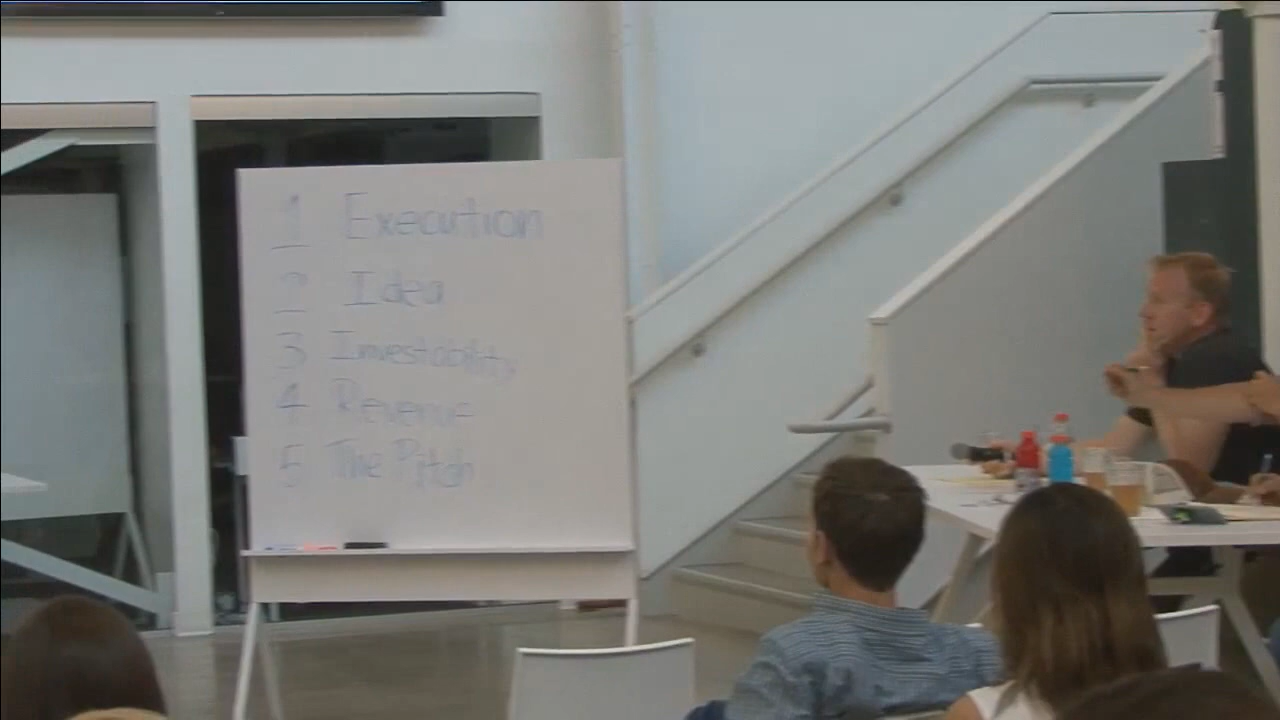 1 Execution
2 Idea
3 Investability
4 Revenue
5 The Pitch